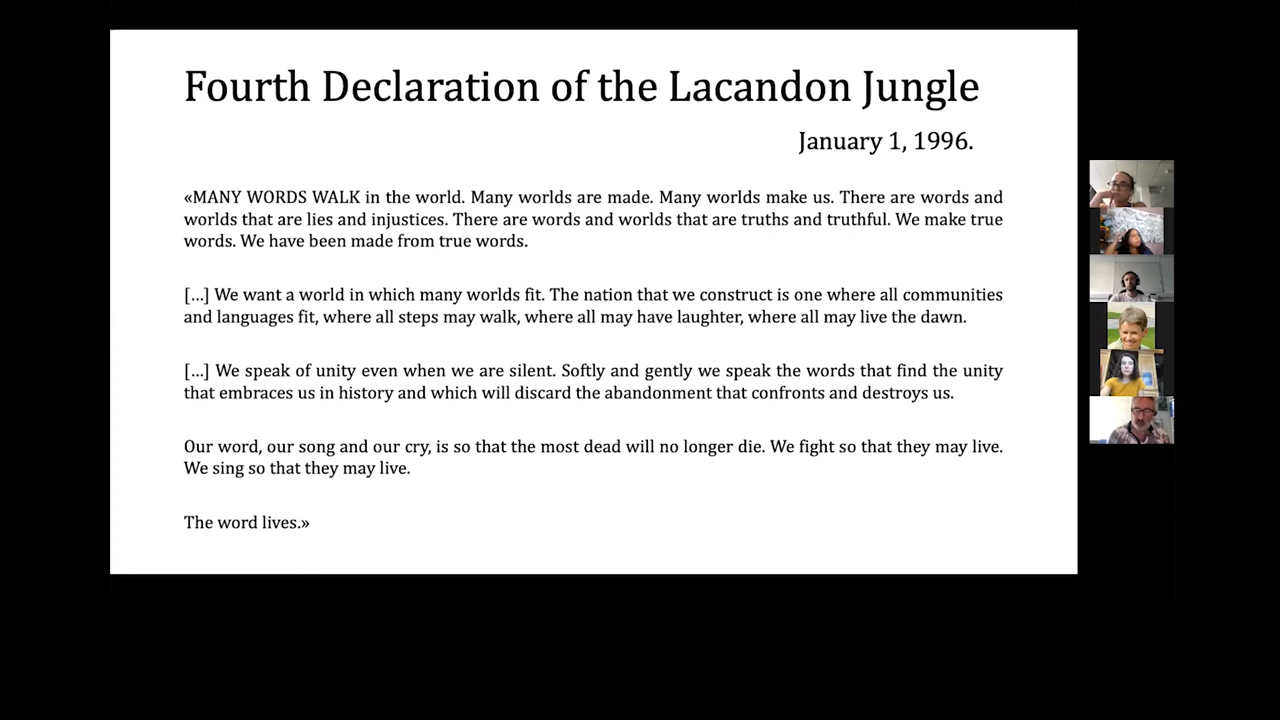 Fourth Declaration of the Lacandon Jungle
January 1, 1996.
«MANY WORDS WALK in the world. Many worlds are made. Many worlds make us. There are words and
worlds that are lies and injustices. There are words and worlds that are truths and truthful. We make true
words. We have been made from true words.
[…] We want a world in which many worlds fit. The nation that we construct is one where all communities
and languages fit, where all steps may walk, where all may have laughter, where all may live the dawn.
[…] We speak of unity even when we are silent. Softly and gently we speak the words that find the unity
that embraces us in history and which will discard the abandonment that confronts and destroys us.
Our word, our song and our cry, is so that the most dead will no longer die. We fight so that they may live.
We sing so that they may live.
The word lives.»